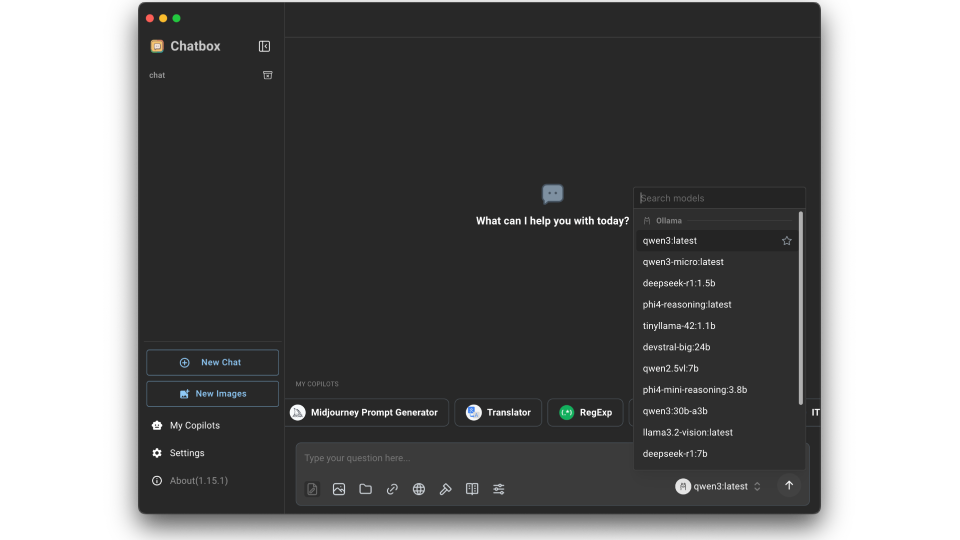 Chatbox
chat
What can I help you with today?
Search models
Ollama
qwen3:latest
qwen3-micro:latest
deepseek-r1:1.5b
phi4-reasoning:latest
tinyllama-42:1.1b
devstral-big:24b
qwen2.5vl:7b
phi4-mini-reasoning:3.8b
qwen3:30b-a3b
llama3.2-vision:latest
deepseek-r1:7b
New Chat
New Images
My Copilots
Settings
About(1.15.1)
MY COPILOTS
Midjourney Prompt Generator
Translator
(.*)
RegExp
IT
Type your question here...
qwen3:latest